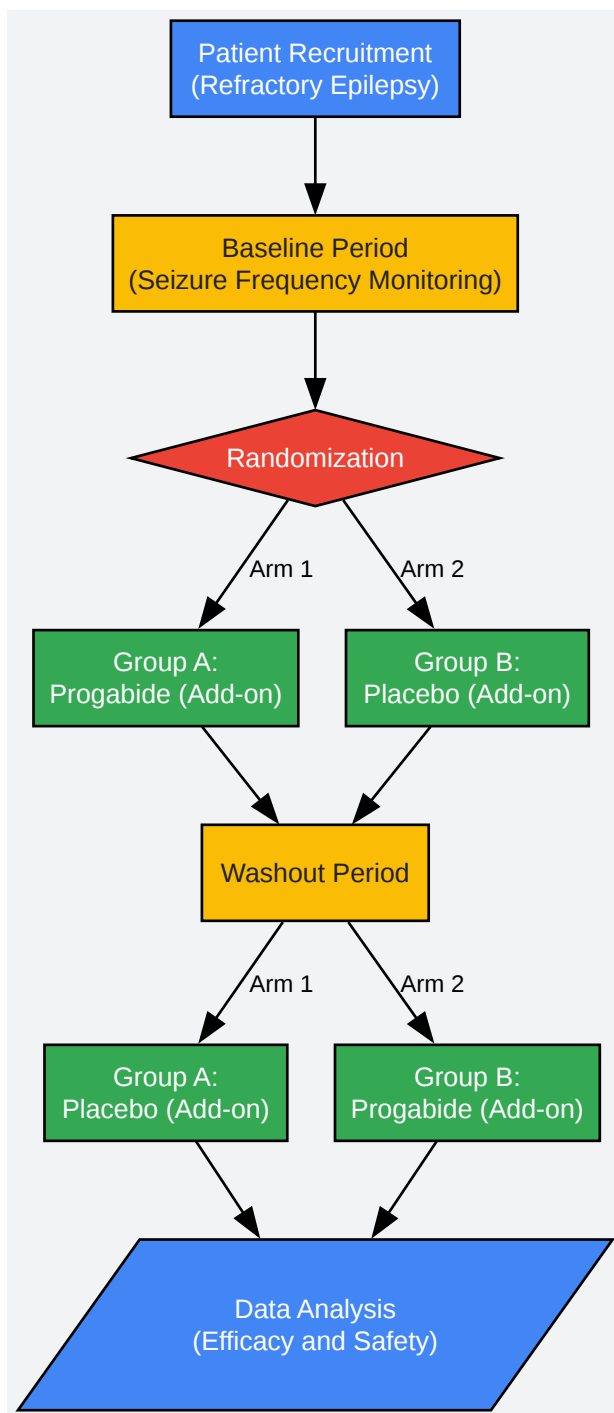 Patient Recruitment
(Refractory Epilepsy)
Baseline Period
(Seizure Frequency Monitoring)
Randomization
Arm 1
Arm 2
Group A:
Progabide (Add-on)
Group B:
Placebo (Add-on)
Washout Period
Arm 1
Arm 2
Group A:
Placebo (Add-on)
Group B:
Progabide (Add-on)
Data Analysis
(Efficacy and Safety)